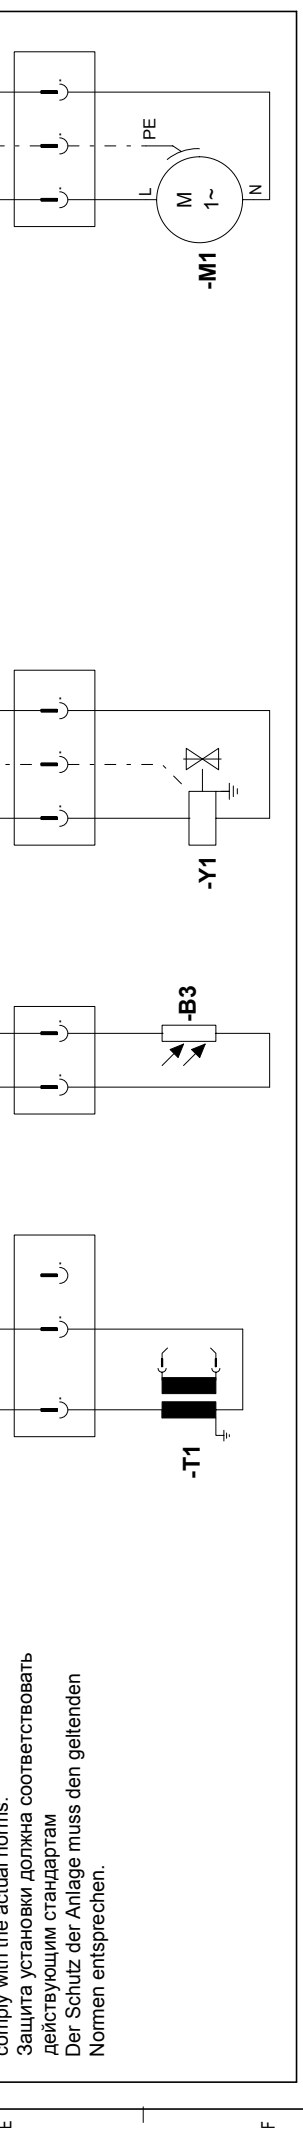 comply with the actual norms.
Защита установки должна соответствовать
действующим стандартам
Der Schutz der Anlage muss den geltenden
Normen entsprechen.
-T1
-B3
-Y1
PE
L
M
1~
N
-M1
E
F